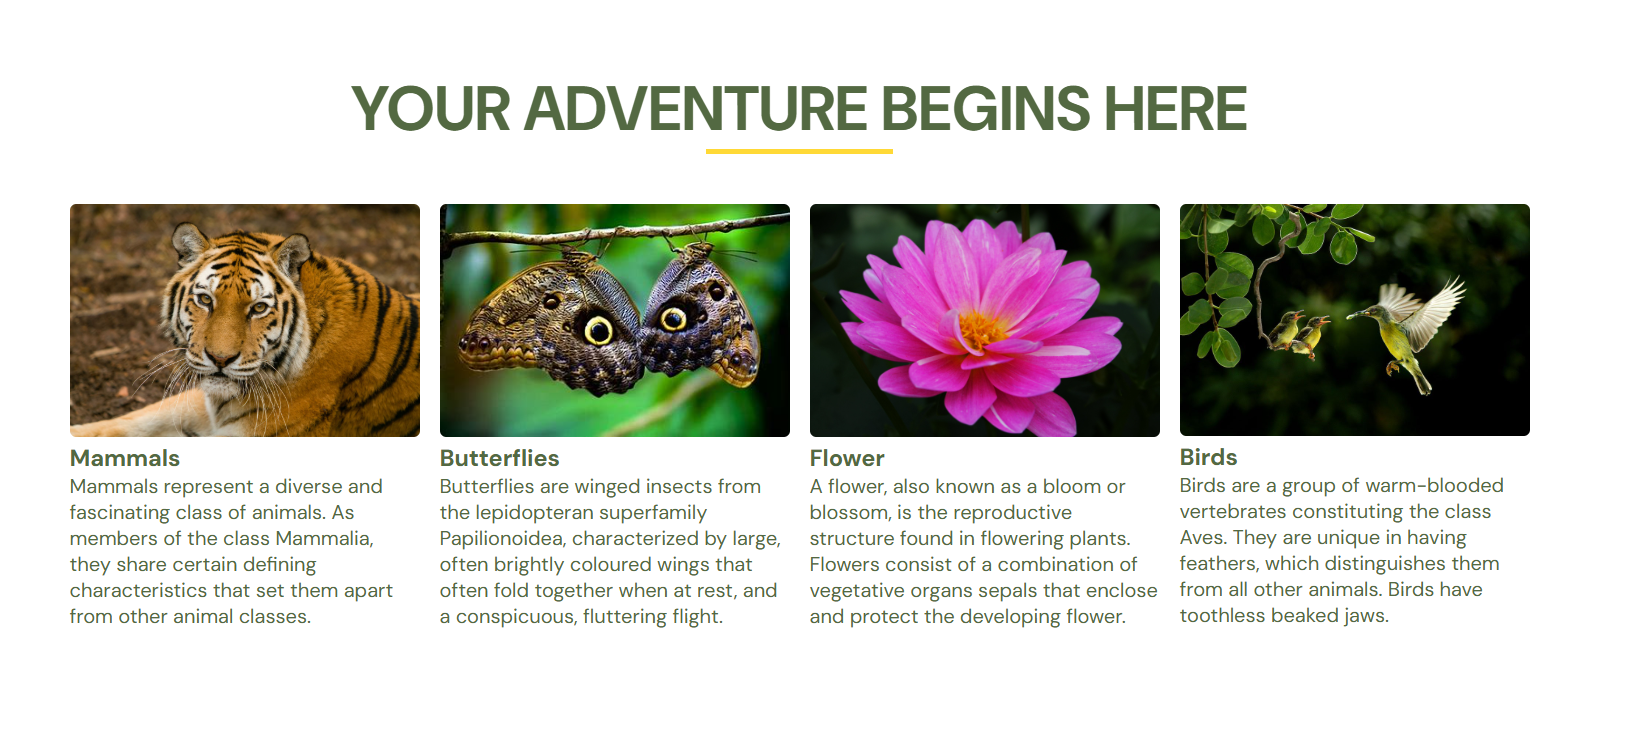 YOUR ADVENTURE BEGINS HERE
Mammals
Mammals represent a diverse and
fascinating class of animals. As
members of the class Mammalia,
they share certain defining
characteristics that set them apart
from other animal classes.
Butterflies
Butterflies are winged insects from
the lepidopteran superfamily
Papilionoidea, characterized by large,
often brightly coloured wings that
often fold together when at rest, and
a conspicuous, fluttering flight.
Flower
A flower, also known as a bloom or
blossom, is the reproductive
structure found in flowering plants.
Flowers consist of a combination of
vegetative organs sepals that enclose
and protect the developing flower.
Birds
Birds are a group of warm-blooded
vertebrates constituting the class
Aves. They are unique in having
feathers, which distinguishes them
from all other animals. Birds have
toothless beaked jaws.